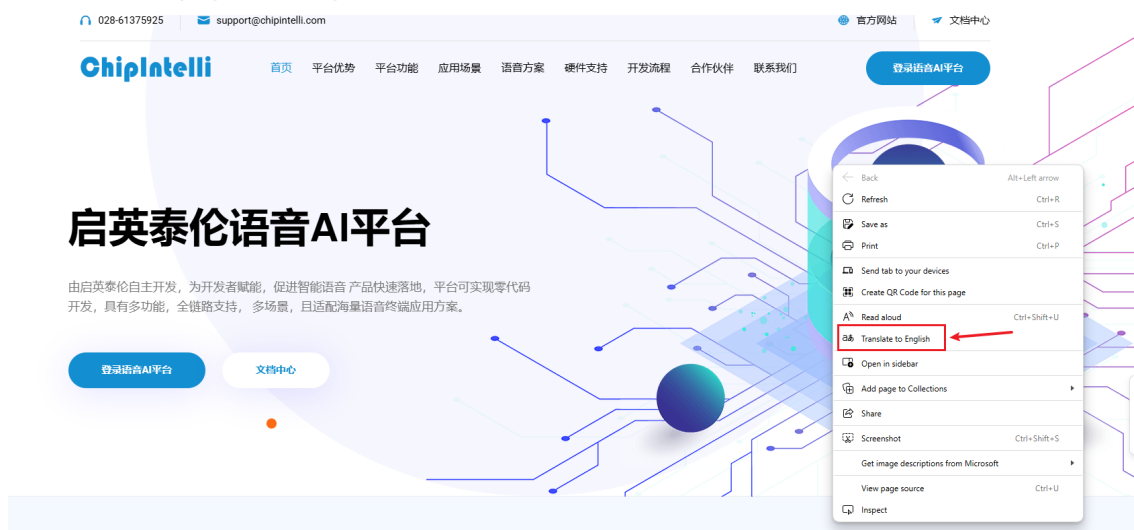 028-61375925 support@chipintelli.com 官方网站 文档中心
ChipIntelli 首页 平台优势 平台功能 应用场景 语音方案 硬件支持 开发流程 合作伙伴 联系我们 登录语音AI平台
启英泰伦语音AI平台
由启英泰伦自主开发，为开发者赋能，促进智能语音 产品快速落地，平台可实现零代码
开发，具有多功能，全链路支持， 多场景，且适配海量语音终端应用方案。
登录语音AI平台 文档中心
Back Alt+Left arrow
Refresh Ctrl+R
Save as Ctrl+S
Print Ctrl+P
Send tab to your devices
Create QR Code for this page
Read aloud Ctrl+Shift+U
Translate to English
Open in sidebar
Add page to Collections
Share
Screenshot Ctrl+Shift+S
Get image descriptions from Microsoft
View page source Ctrl+U
Inspect